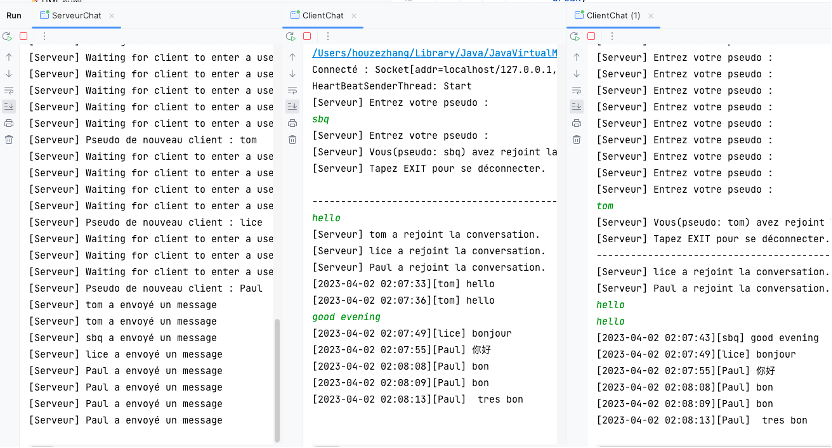 Run
ServeurChat
ClientChat
ClientChat (1)
[Serveur] Waiting for client to enter a use
[Serveur] Waiting for client to enter a use
[Serveur] Waiting for client to enter a use
[Serveur] Waiting for client to enter a use
[Serveur] Waiting for client to enter a use
[Serveur] Pseudo de nouveau client : tom
[Serveur] Waiting for client to enter a use
[Serveur] Waiting for client to enter a use
[Serveur] Waiting for client to enter a use
[Serveur] Waiting for client to enter a use
[Serveur] Pseudo de nouveau client : lice
[Serveur] Waiting for client to enter a use
[Serveur] Waiting for client to enter a use
[Serveur] Waiting for client to enter a use
[Serveur] Pseudo de nouveau client : Paul
[Serveur] tom a envoyé un message
[Serveur] tom a envoyé un message
[Serveur] sbq a envoyé un message
[Serveur] lice a envoyé un message
[Serveur] Paul a envoyé un message
[Serveur] Paul a envoyé un message
[Serveur] Paul a envoyé un message
[Serveur] Paul a envoyé un message
/Users/houzezhang/Library/Java/JavaVirtualM
Connecté : Socket[addr=localhost/127.0.0.1,
HeartBeatSenderThread: Start
[Serveur] Entrez votre pseudo :
sbq
[Serveur] Entrez votre pseudo :
[Serveur] Vous(pseudo: sbq) avez rejoint la
[Serveur] Tapez EXIT pour se déconnecter.
-------------------------------------------
hello
[Serveur] tom a rejoint la conversation.
[Serveur] lice a rejoint la conversation.
[Serveur] Paul a rejoint la conversation.
[2023-04-02 02:07:33][tom] hello
[2023-04-02 02:07:36][tom] hello
good evening
[2023-04-02 02:07:49][lice] bonjour
[2023-04-02 02:07:55][Paul] 你好
[2023-04-02 02:08:08][Paul] bon
[2023-04-02 02:08:09][Paul] bon
[2023-04-02 02:08:13][Paul]  tres bon
[Serveur] Entrez votre pseudo :
[Serveur] Entrez votre pseudo :
[Serveur] Entrez votre pseudo :
[Serveur] Entrez votre pseudo :
[Serveur] Entrez votre pseudo :
[Serveur] Entrez votre pseudo :
[Serveur] Entrez votre pseudo :
[Serveur] Entrez votre pseudo :
[Serveur] Entrez votre pseudo :
tom
[Serveur] Vous(pseudo: tom) avez rejoint
[Serveur] Tapez EXIT pour se déconnecter.
-----------------------------------------
[Serveur] lice a rejoint la conversation.
[Serveur] Paul a rejoint la conversation.
hello
hello
[2023-04-02 02:07:43][sbq] good evening
[2023-04-02 02:07:49][lice] bonjour
[2023-04-02 02:07:55][Paul] 你好
[2023-04-02 02:08:08][Paul] bon
[2023-04-02 02:08:09][Paul] bon
[2023-04-02 02:08:13][Paul]  tres bon